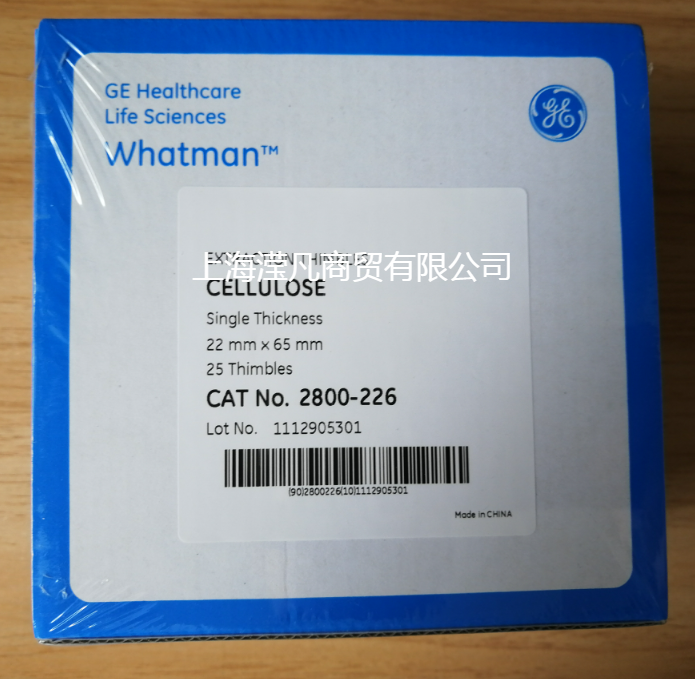 GE Healthcare
Life Sciences
Whatman™
GE
EXTRACTION THIMBLES
上海滢凡商贸有限公司
CELLULOSE
Single Thickness
22 mm x 65 mm
25 Thimbles
CAT No. 2800-226
Lot No. 1112905301
(90)2800226(10)1112905301
Made in CHINA